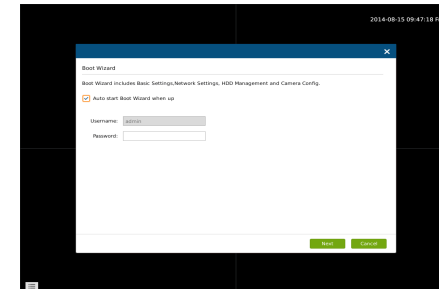 2014-08-15 09:47:18 F
Boot Wizard
Boot Wizard includes Basic Settings,Network Settings, HDD Management and Camera Config.
Auto start Boot Wizard when up
Username: admin
Password:
Next Cancel